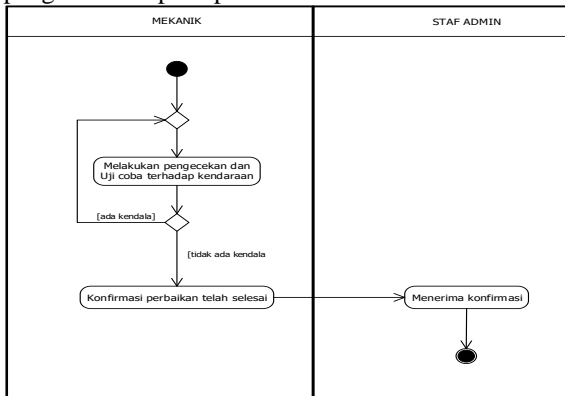 MEKANIK
STAF ADMIN
Melakukan pengecekan dan
Uji coba terhadap kendaraan
[ada kendala]
[tidak ada kendala
Konfirmasi perbaikan telah selesai
Menerima konfirmasi